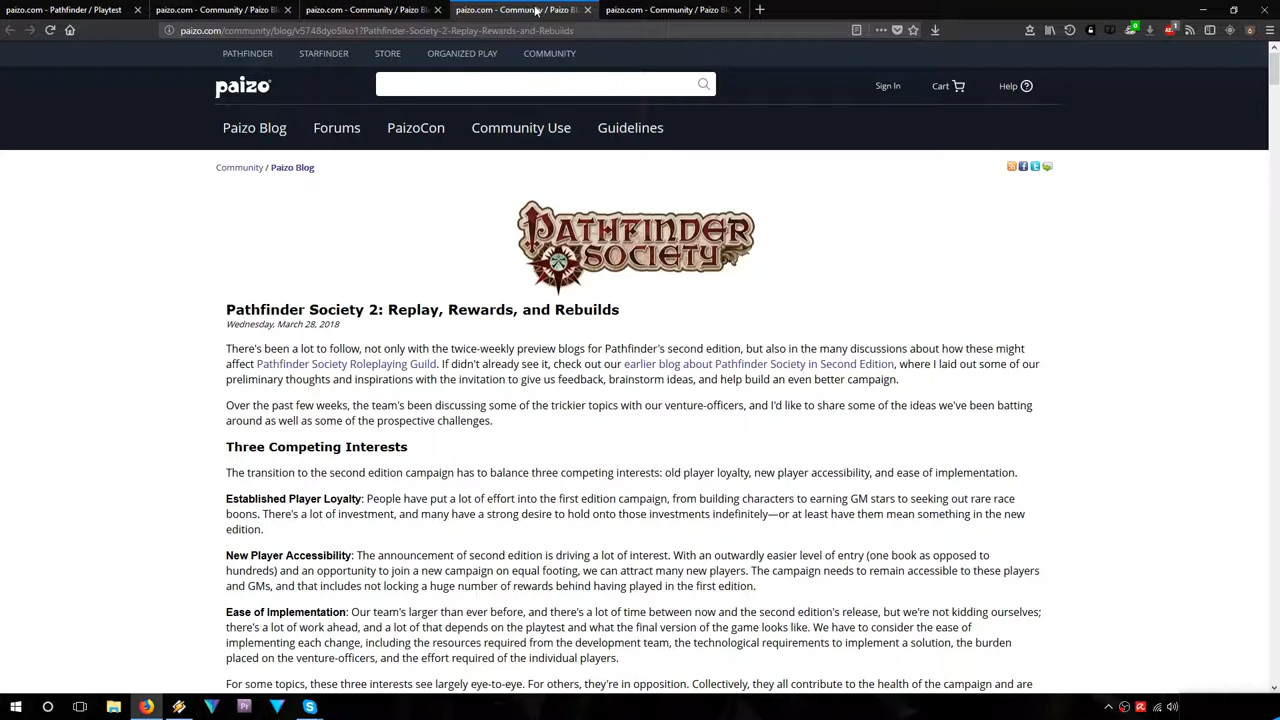 paizo.com - Pathfinder / Playtest
paizo.com - Community / Paizo Bl
paizo.com - Community / Paizo Bl
paizo.com - Community / Paizo Bl
paizo.com - Community / Paizo Bl
paizo.com/community/blog/v5748dyo5lko1?Pathfinder-Society-2-Replay-Rewards-and-Rebuilds
PATHFINDER STARFINDER STORE ORGANIZED PLAY COMMUNITY
paizo
Sign In Cart Help
Paizo Blog Forums PaizoCon Community Use Guidelines
Community / Paizo Blog
PATHFINDER
SOCIETY
Pathfinder Society 2: Replay, Rewards, and Rebuilds
Wednesday, March 28, 2018
There's been a lot to follow, not only with the twice-weekly preview blogs for Pathfinder's second edition, but also in the many discussions about how these might
affect Pathfinder Society Roleplaying Guild. If didn't already see it, check out our earlier blog about Pathfinder Society in Second Edition, where I laid out some of our
preliminary thoughts and inspirations with the invitation to give us feedback, brainstorm ideas, and help build an even better campaign.
Over the past few weeks, the team's been discussing some of the trickier topics with our venture-officers, and I'd like to share some of the ideas we've been batting
around as well as some of the prospective challenges.
Three Competing Interests
The transition to the second edition campaign has to balance three competing interests: old player loyalty, new player accessibility, and ease of implementation.
Established Player Loyalty: People have put a lot of effort into the first edition campaign, from building characters to earning GM stars to seeking out rare race
boons. There's a lot of investment, and many have a strong desire to hold onto those investments indefinitely—or at least have them mean something in the new
edition.
New Player Accessibility: The announcement of second edition is driving a lot of interest. With an outwardly easier level of entry (one book as opposed to
hundreds) and an opportunity to join a new campaign on equal footing, we can attract many new players. The campaign needs to remain accessible to these players
and GMs, and that includes not locking a huge number of rewards behind having played in the first edition.
Ease of Implementation: Our team's larger than ever before, and there's a lot of time between now and the second edition's release, but we're not kidding ourselves;
there's a lot of work ahead, and a lot of that depends on the playtest and what the final version of the game looks like. We have to consider the ease of
implementing each change, including the resources required from the development team, the technological requirements to implement a solution, the burden
placed on the venture-officers, and the effort required of the individual players.
For some topics, these three interests see largely eye-to-eye. For others, they're in opposition. Collectively, they all contribute to the health of the campaign and are